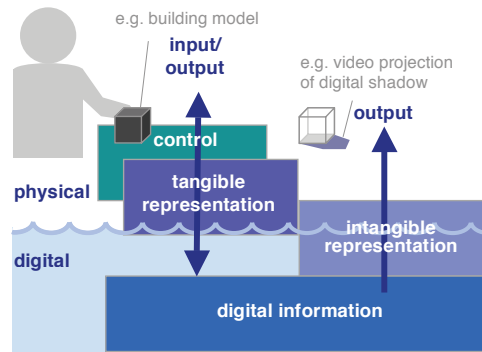 e.g. building model
input/
output
e.g. video projection
of digital shadow
output
control
physical
tangible
representation
intangible
representation
digital
digital information